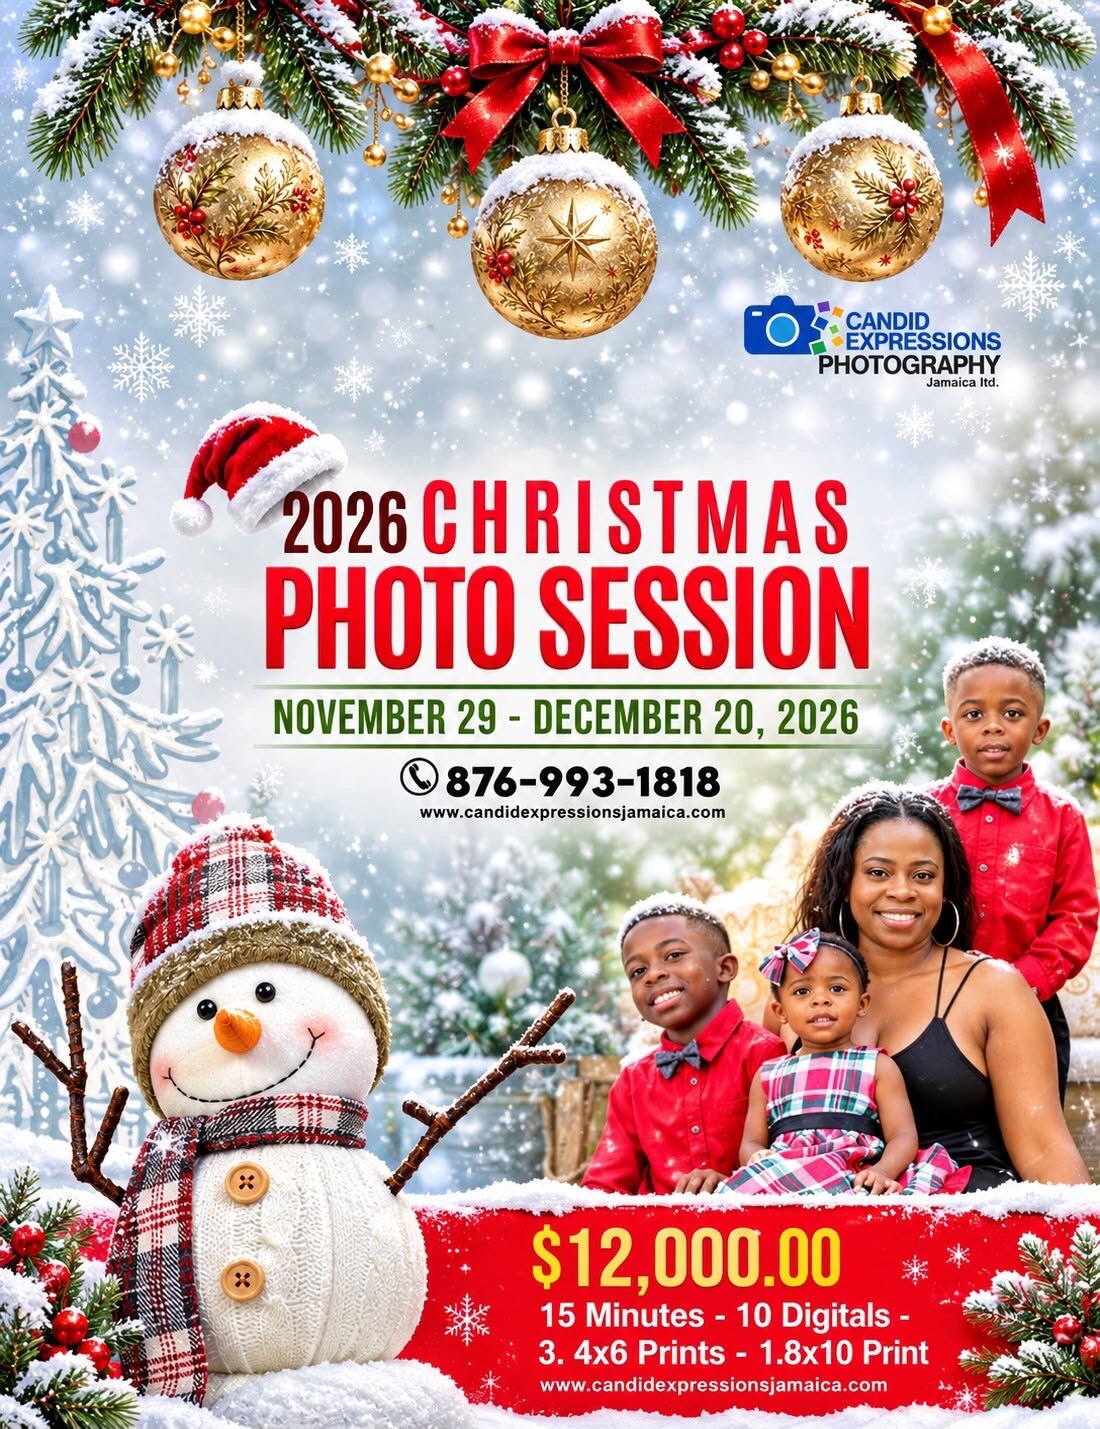 CANDID
EXPRESSIONS
PHOTOGRAPHY
Jamaica ltd.
2026 CHRISTMAS
PHOTO SESSION
NOVEMBER 29 - DECEMBER 20, 2026
876-993-1818
www.candidexpressionsjamaica.com
$12,000.00
15 Minutes - 10 Digitals -
3. 4x6 Prints - 1.8x10 Print
www.candidexpressionsjamaica.com